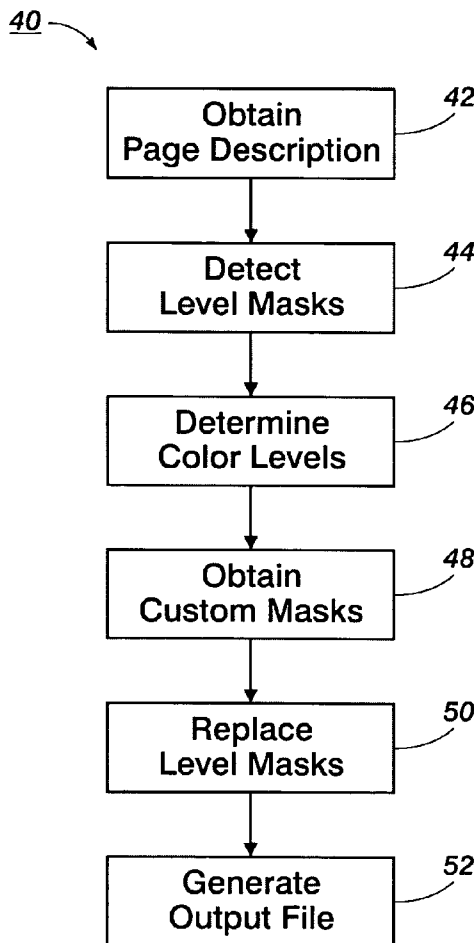 40
42
Obtain
Page Description
44
Detect
Level Masks
46
Determine
Color Levels
48
Obtain
Custom Masks
50
Replace
Level Masks
52
Generate
Output File